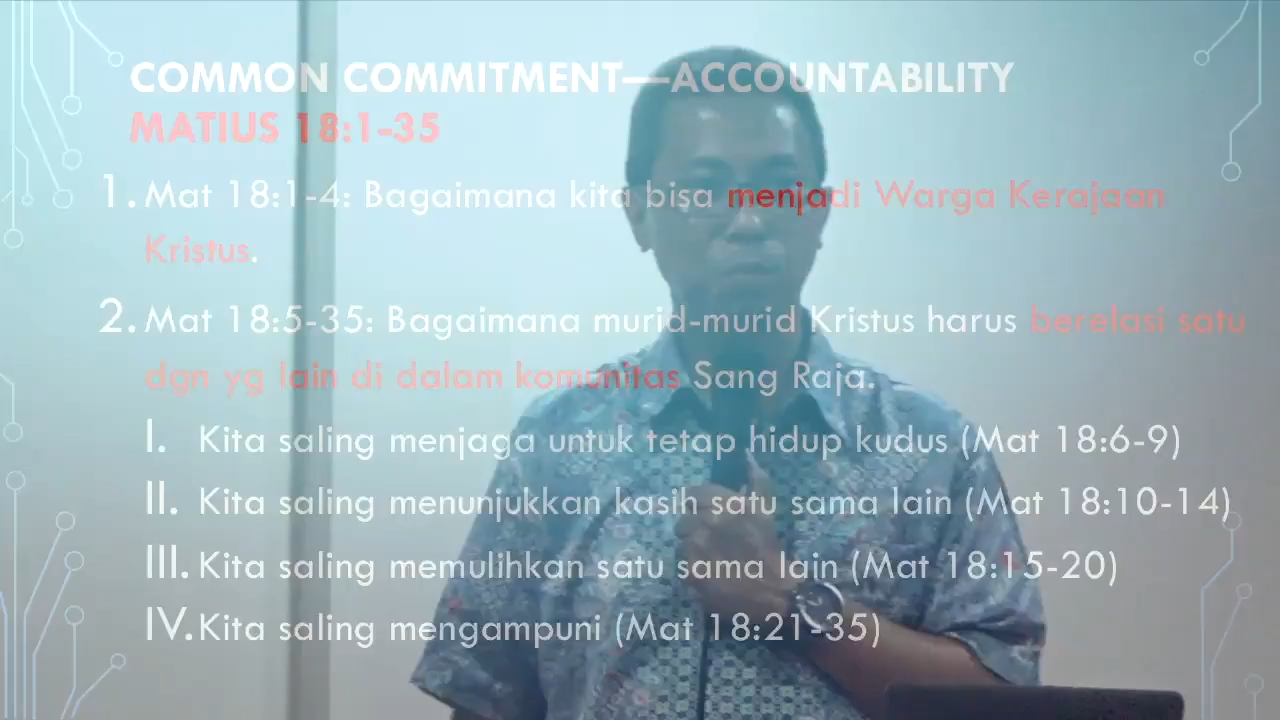 COMMON COMMITMENT—ACCOUNTABILITY
MATIUS 18:1-35
1. Mat 18:1-4: Bagaimana kita bisa menjadi Warga Kerajaan
Kristus.
2. Mat 18:5-35: Bagaimana murid-murid Kristus harus berelasi satu
dgn yg lain di dalam komunitas Sang Raja.
I. Kita saling menjaga untuk tetap hidup kudus (Mat 18:6-9)
II. Kita saling menunjukkan kasih satu sama lain (Mat 18:10-14)
III. Kita saling memulihkan satu sama lain (Mat 18:15-20)
IV. Kita saling mengampuni (Mat 18:21-35)